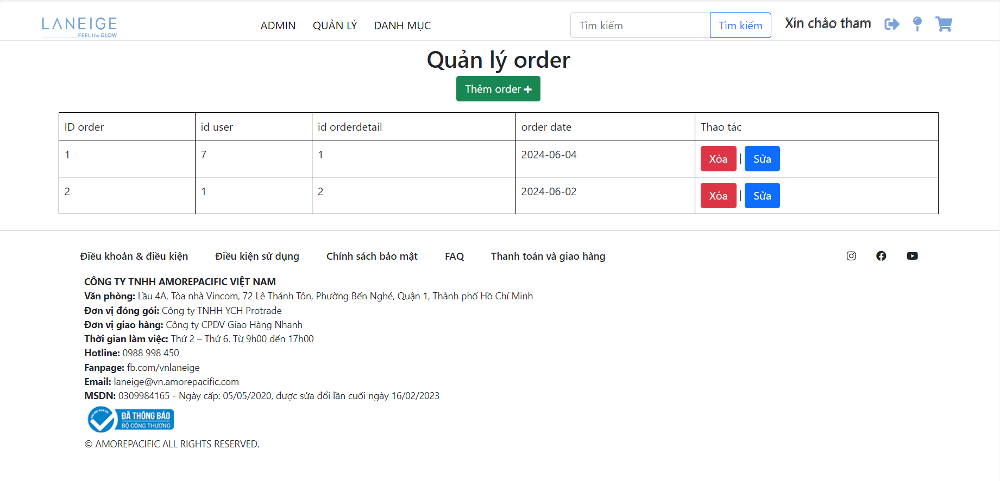 LANEIGE
FEEL the GLOW
ADMIN QUẢN LÝ DANH MỤC
Tìm kiếm Tìm kiếm
Xin chào tham
Quản lý order
Thêm order
ID order id user id orderdetail order date Thao tác
1 7 1 2024-06-04 Xóa | Sửa
2 1 2 2024-06-02 Xóa | Sửa
Điều khoản & điều kiện Điều kiện sử dụng Chính sách bảo mật FAQ Thanh toán và giao hàng
CÔNG TY TNHH AMOREPACIFIC VIỆT NAM
Văn phòng: Lầu 4A, Tòa nhà Vincom, 72 Lê Thánh Tôn, Phường Bến Nghé, Quận 1, Thành phố Hồ Chí Minh
Đơn vị đóng gói: Công ty TNHH YCH Protrade
Đơn vị giao hàng: Công ty CPDV Giao Hàng Nhanh
Thời gian làm việc: Thứ 2 – Thứ 6. Từ 9h00 đến 17h00
Hotline: 0988 998 450
Fanpage: fb.com/vnlaneige
Email: laneige@vn.amorepacific.com
MSDN: 0309984165 - Ngày cấp: 05/05/2020, được sửa đổi lần cuối ngày 16/02/2023
ONLINE.GOV.VN
ĐÃ THÔNG BÁO
BỘ CÔNG THƯƠNG
© AMOREPACIFIC ALL RIGHTS RESERVED.